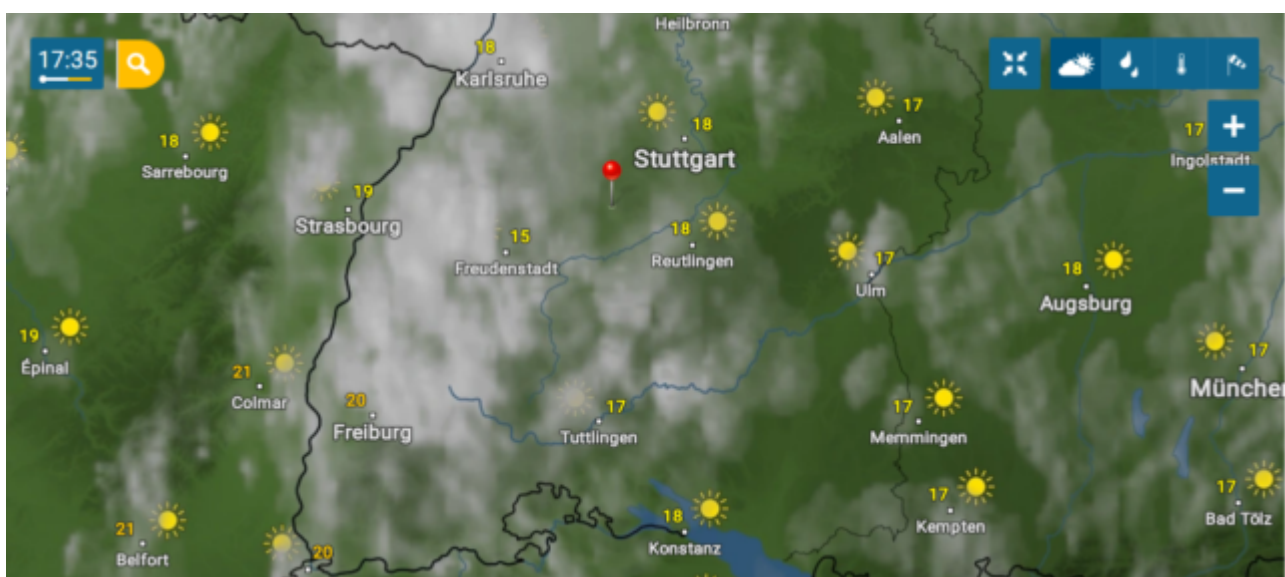 Heilbronn
17:35
18
Karlsruhe
17
Aalen
17
Ingolstadt
18
Sarrebourg
18
Stuttgart
19
Strasbourg
15
Freudenstadt
18
Reutlingen
17
Ulm
18
Augsburg
19
Épinal
21
Colmar
17
Münche
20
Freiburg
17
Tuttlingen
17
Memmingen
21
Belfort
20
18
Konstanz
17
Kempten
17
Bad Tölz